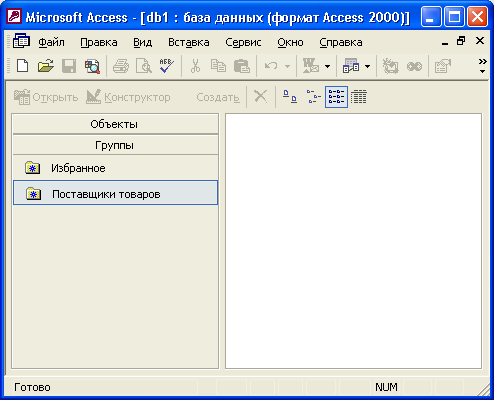 Microsoft Access - [db1 : база данных (формат Access 2000)]
Файл Правка Вид Вставка Сервис Окно Справка
Открыть Конструктор Создать
Объекты
Группы
Избранное
Поставщики товаров
Готово NUM